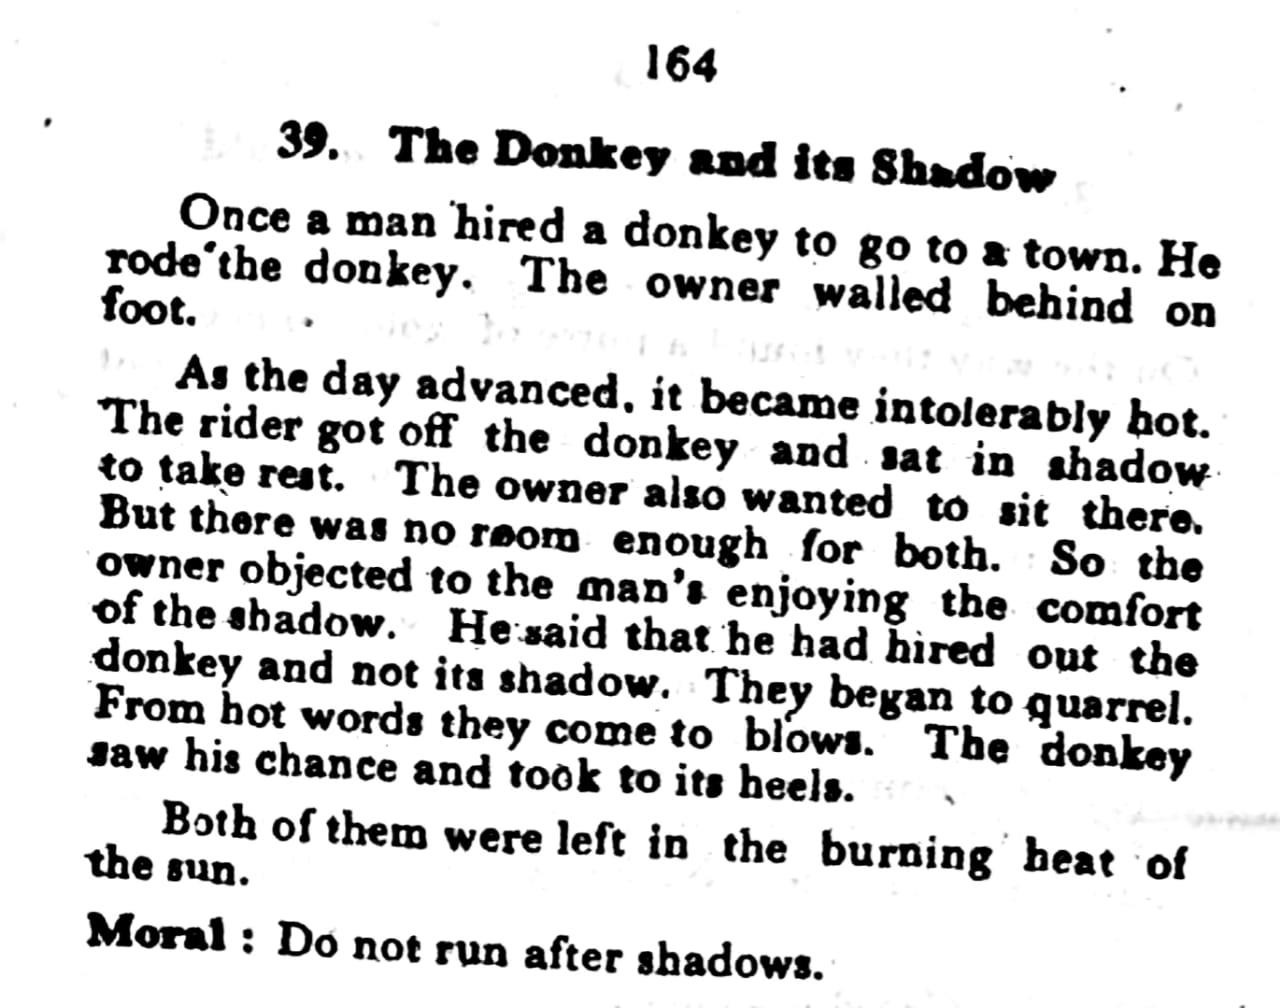 164
39. The Donkey and its Shadow
Once a man hired a donkey to go to a town. He
rode the donkey. The owner walled behind on
foot.
As the day advanced, it became intolerably hot.
The rider got off the donkey and sat in shadow
to take rest. The owner also wanted to sit there.
But there was no room enough for both. So the
owner objected to the man's enjoying the comfort
of the shadow. He said that he had hired out the
donkey and not its shadow. They began to quarrel.
From hot words they come to blows. The donkey
saw his chance and took to its heels.
Both of them were left in the burning heat of
the sun.
Moral : Do not run after shadows.